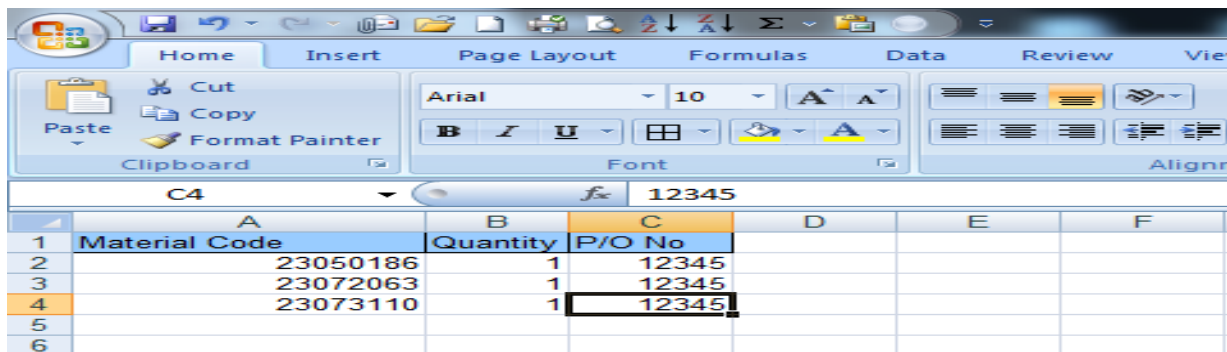 Home Insert Page Layout Formulas Data Review Vie
Cut
Copy
Paste
Format Painter
Clipboard
Arial 10
B I U
Font
Alignr
C4 fx 12345
A B C D E F
1 Material Code Quantity P/O No
2 23050186 1 12345
3 23072063 1 12345
4 23073110 1 12345
5
6